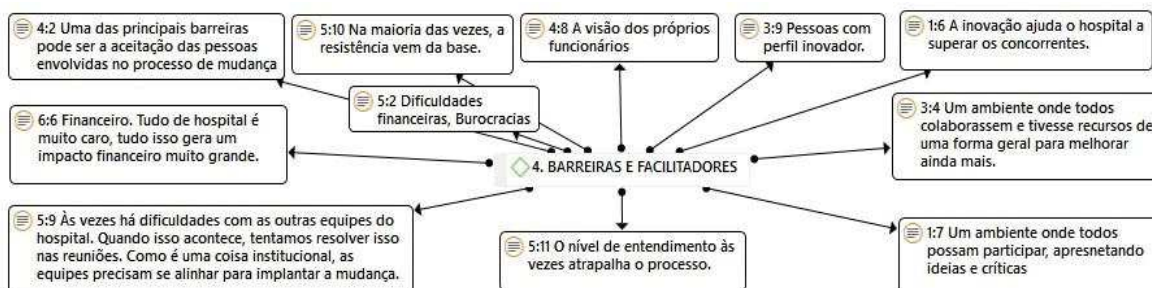 4:2 Uma das principais barreiras
pode ser a aceitação das pessoas
envolvidas no processo de mudança
5:10 Na maioria das vezes, a
resistência vem da base.
4:8 A visão dos próprios
funcionários
3:9 Pessoas com
perfil inovador.
1:6 A inovação ajuda o hospital a
superar os concorrentes.
5:2 Dificuldades
financeiras, Burocracias
6:6 Financeiro. Tudo de hospital é
muito caro, tudo isso gera um
impacto financeiro muito grande.
3:4 Um ambiente onde todos
colaborassem e tivesse recursos de
uma forma geral para melhorar
ainda mais.
4. BARREIRAS E FACILITADORES
5:9 Às vezes há dificuldades com as outras equipes do
hospital. Quando isso acontece, tentamos resolver isso
nas reuniões. Como é uma coisa institucional, as
equipes precisam se alinhar para implantar a mudança.
5:11 O nível de entendimento às
vezes atrapalha o processo.
1:7 Um ambiente onde todos
possam participar, apresnetando
ideias e críticas